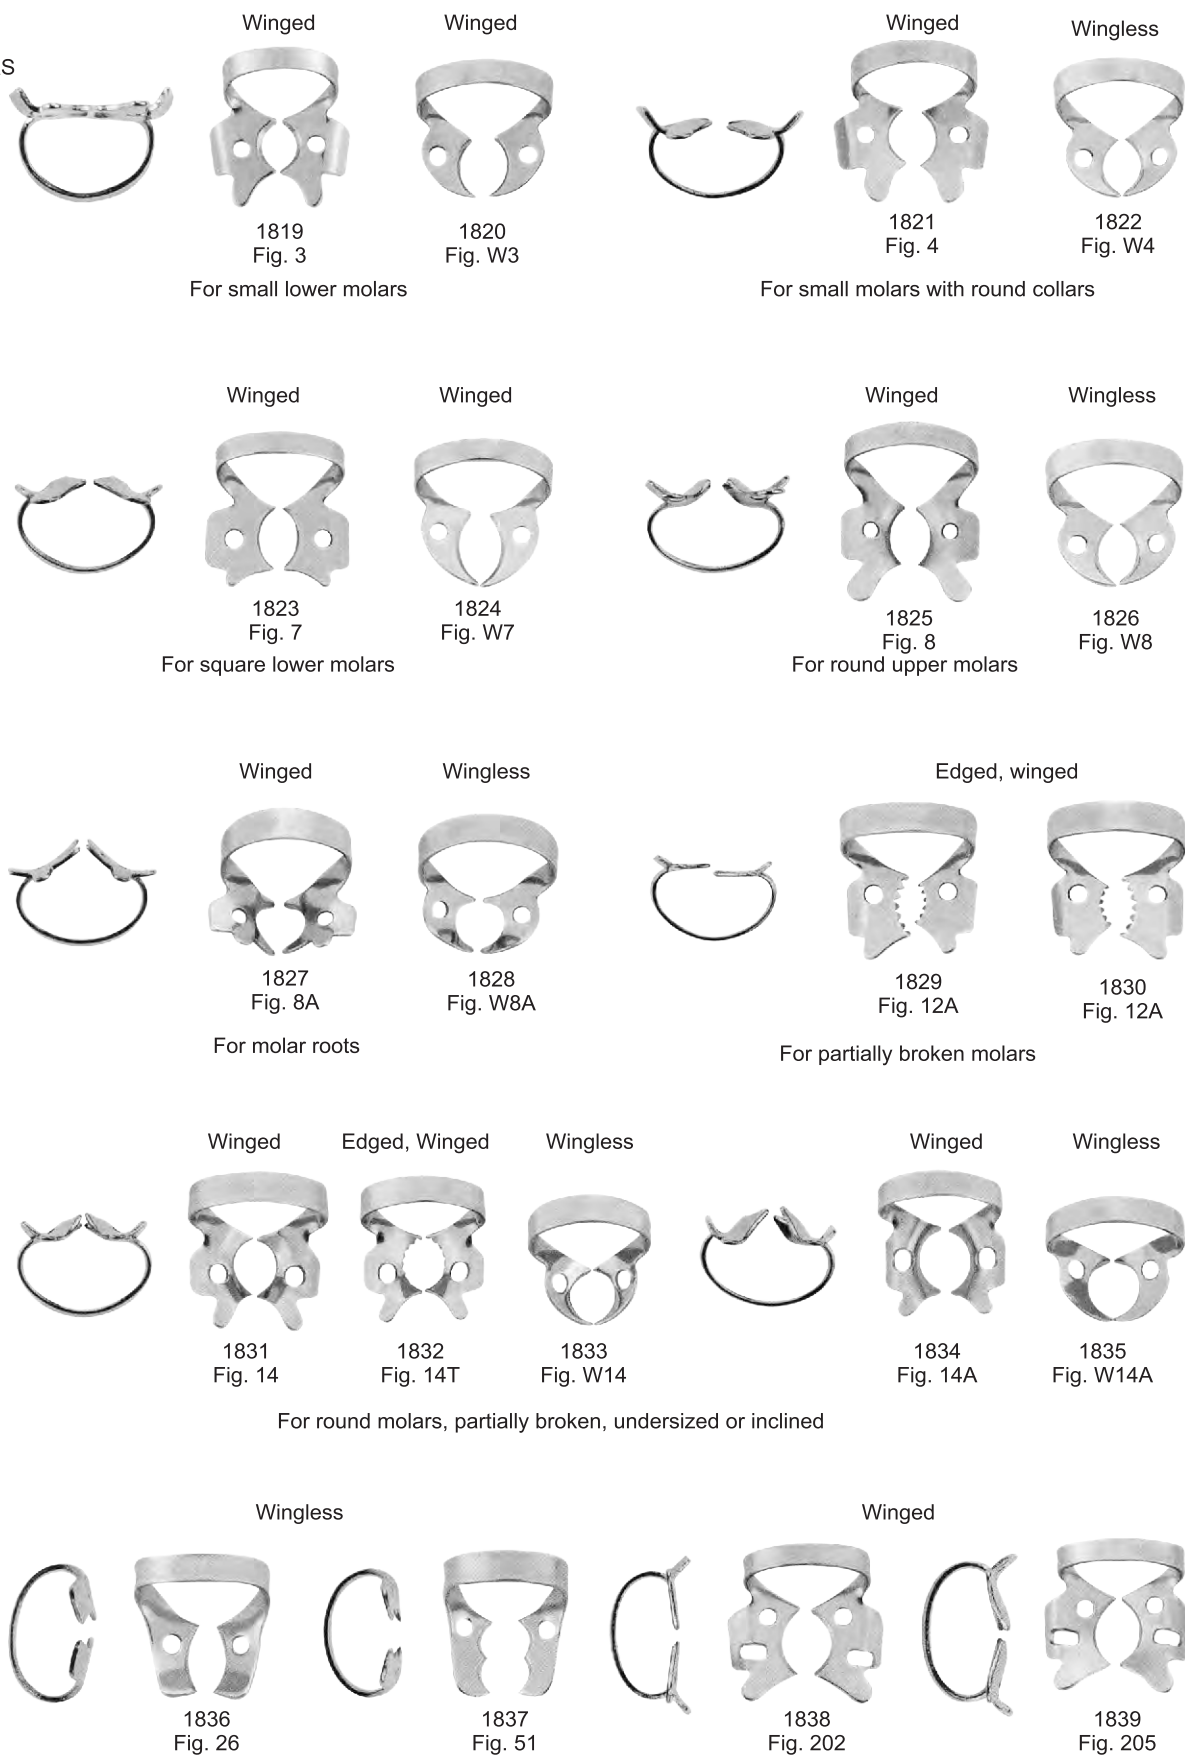 Winged
Winged
Winged
Wingless
S
1819
Fig. 3
1820
Fig. W3
1821
Fig. 4
1822
Fig. W4
For small lower molars
For small molars with round collars
Winged
Winged
Winged
Wingless
1823
Fig. 7
1824
Fig. W7
1825
Fig. 8
1826
Fig. W8
For square lower molars
For round upper molars
Winged
Wingless
Edged, winged
1827
Fig. 8A
1828
Fig. W8A
1829
Fig. 12A
1830
Fig. 12A
For molar roots
For partially broken molars
Winged
Edged, Winged
Wingless
Winged
Wingless
1831
Fig. 14
1832
Fig. 14T
1833
Fig. W14
1834
Fig. 14A
1835
Fig. W14A
For round molars, partially broken, undersized or inclined
Wingless
Winged
1836
Fig. 26
1837
Fig. 51
1838
Fig. 202
1839
Fig. 205